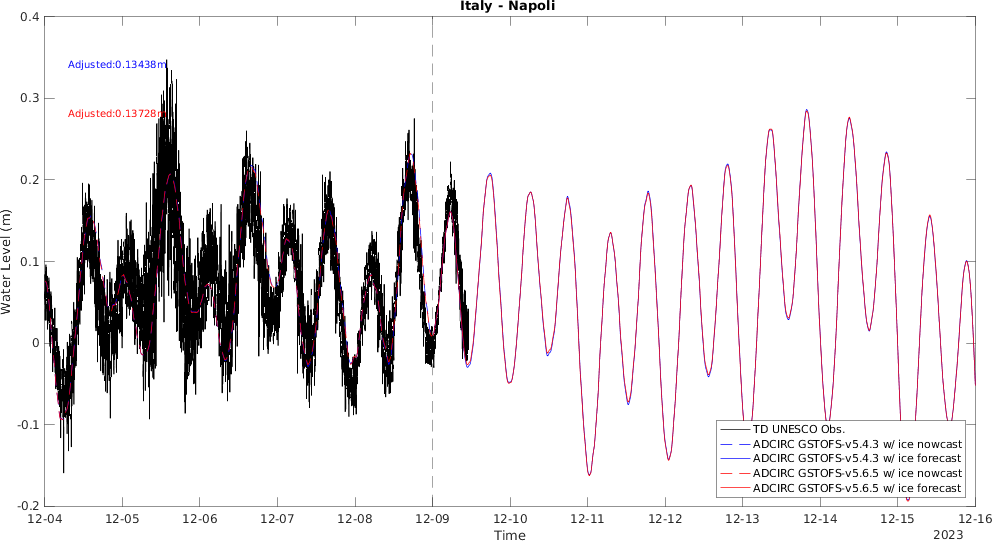 Italy - Napoli
0.4
0.3
0.2
0.1
0
-0.1
-0.2
Water Level (m)
Adjusted:0.13438m
Adjusted:0.13728m
TD UNESCO Obs.
ADCIRC GSTOFS-v5.4.3 w/ ice nowcast
ADCIRC GSTOFS-v5.4.3 w/ ice forecast
ADCIRC GSTOFS-v5.6.5 w/ ice nowcast
ADCIRC GSTOFS-v5.6.5 w/ ice forecast
12-04 12-05 12-06 12-07 12-08 12-09 12-10 12-11 12-12 12-13 12-14 12-15 12-16
Time
2023